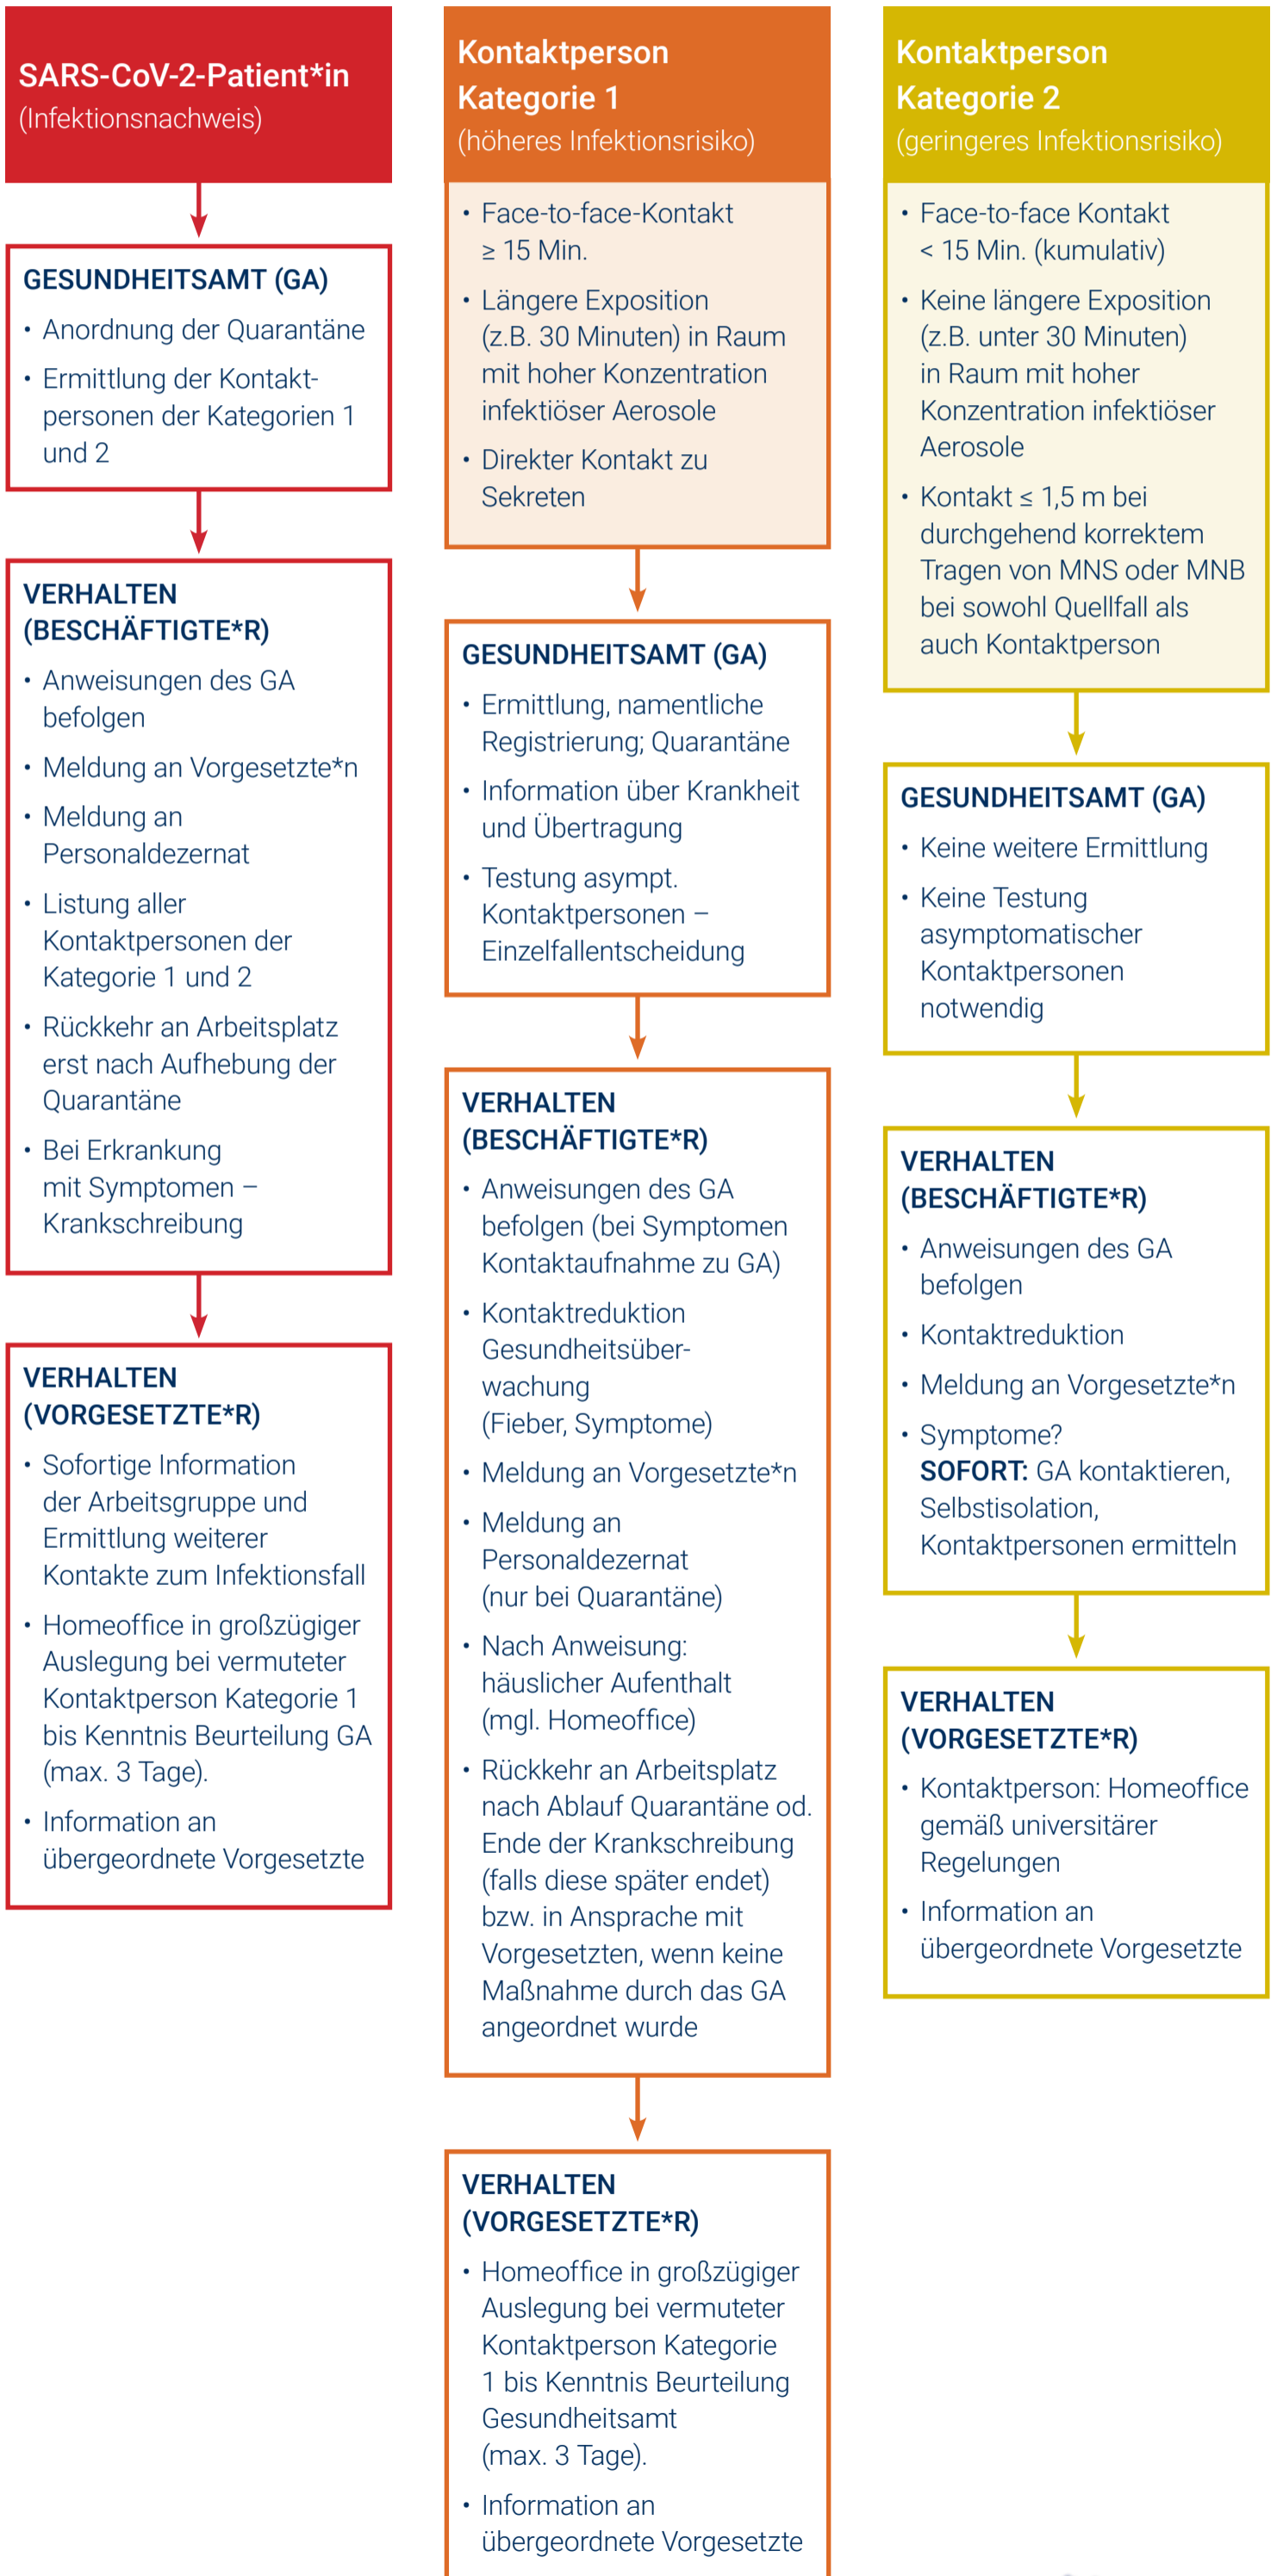 SARS-CoV-2-Patient*in
(Infektionsnachweis)
GESUNDHEITSAMT (GA)
• Anordnung der Quarantäne
• Ermittlung der Kontakt-
personen der Kategorien 1
und 2
VERHALTEN
(BESCHÄFTIGTE*R)
• Anweisungen des GA
befolgen
• Meldung an Vorgesetzte*n
• Meldung an
Personaldezernat
• Listung aller
Kontaktpersonen der
Kategorie 1 und 2
• Rückkehr an Arbeitsplatz
erst nach Aufhebung der
Quarantäne
• Bei Erkrankung
mit Symptomen –
Krankschreibung
VERHALTEN
(VORGESETZTE*R)
• Sofortige Information
der Arbeitsgruppe und
Ermittlung weiterer
Kontakte zum Infektionsfall
• Homeoffice in großzügiger
Auslegung bei vermuteter
Kontaktperson Kategorie 1
bis Kenntnis Beurteilung GA
(max. 3 Tage).
• Information an
übergeordnete Vorgesetzte
Kontaktperson
Kategorie 1
(höheres Infektionsrisiko)
• Face-to-face-Kontakt
≥ 15 Min.
• Längere Exposition
(z.B. 30 Minuten) in Raum
mit hoher Konzentration
infektiöser Aerosole
• Direkter Kontakt zu
Sekreten
GESUNDHEITSAMT (GA)
• Ermittlung, namentliche
Registrierung; Quarantäne
• Information über Krankheit
und Übertragung
• Testung asympt.
Kontaktpersonen –
Einzelfallentscheidung
VERHALTEN
(BESCHÄFTIGTE*R)
• Anweisungen des GA
befolgen (bei Symptomen
Kontaktaufnahme zu GA)
• Kontaktreduktion
Gesundheitsüber-
wachung
(Fieber, Symptome)
• Meldung an Vorgesetzte*n
• Meldung an
Personaldezernat
(nur bei Quarantäne)
• Nach Anweisung:
häuslicher Aufenthalt
(mgl. Homeoffice)
• Rückkehr an Arbeitsplatz
nach Ablauf Quarantäne od.
Ende der Krankschreibung
(falls diese später endet)
bzw. in Ansprache mit
Vorgesetzten, wenn keine
Maßnahme durch das GA
angeordnet wurde
VERHALTEN
(VORGESETZTE*R)
• Homeoffice in großzügiger
Auslegung bei vermuteter
Kontaktperson Kategorie
1 bis Kenntnis Beurteilung
Gesundheitsamt
(max. 3 Tage).
• Information an
übergeordnete Vorgesetzte
Kontaktperson
Kategorie 2
(geringeres Infektionsrisiko)
• Face-to-face Kontakt
< 15 Min. (kumulativ)
• Keine längere Exposition
(z.B. unter 30 Minuten)
in Raum mit hoher
Konzentration infektiöser
Aerosole
• Kontakt ≤ 1,5 m bei
durchgehend korrektem
Tragen von MNS oder MNB
bei sowohl Quellfall als
auch Kontaktperson
GESUNDHEITSAMT (GA)
• Keine weitere Ermittlung
• Keine Testung
asymptomatischer
Kontaktpersonen
notwendig
VERHALTEN
(BESCHÄFTIGTE*R)
• Anweisungen des GA
befolgen
• Kontaktreduktion
• Meldung an Vorgesetzte*n
• Symptome?
SOFORT: GA kontaktieren,
Selbstisolation,
Kontaktpersonen ermitteln
VERHALTEN
(VORGESETZTE*R)
• Kontaktperson: Homeoffice
gemäß universitärer
Regelungen
• Information an
übergeordnete Vorgesetzte